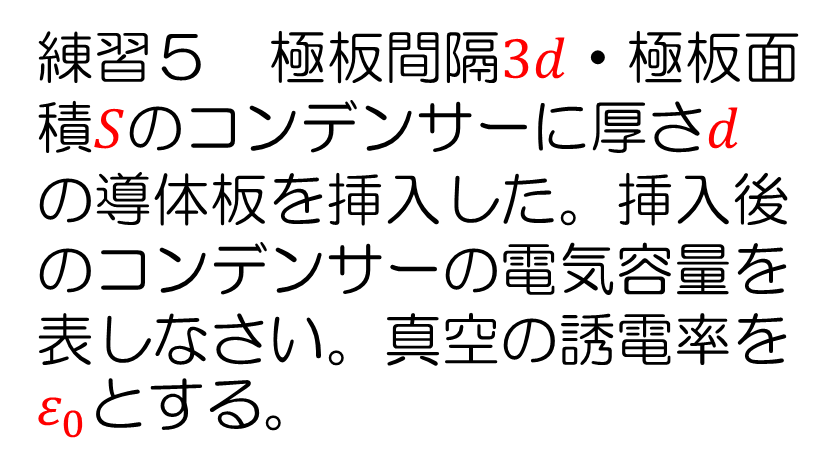 練習５　極板間隔3d・極板面
積Sのコンデンサーに厚さd
の導体板を挿入した。挿入後
のコンデンサーの電気容量を
表しなさい。真空の誘電率を
ε₀とする。